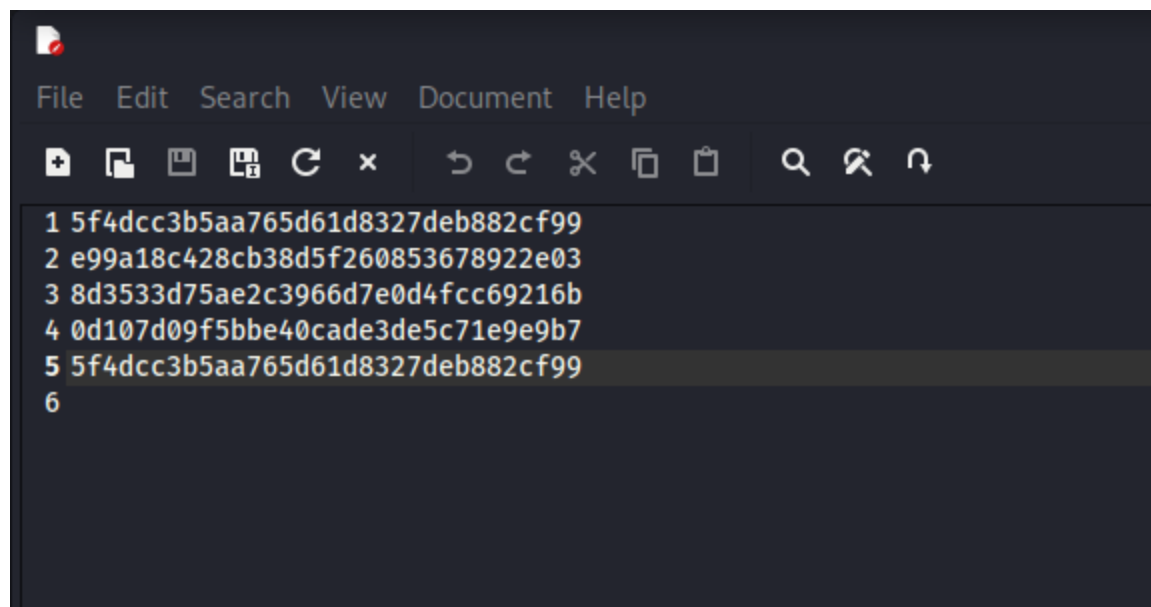 File Edit Search View Document Help
1 5f4dcc3b5aa765d61d8327deb882cf99
2 e99a18c428cb38d5f260853678922e03
3 8d3533d75ae2c3966d7e0d4fcc69216b
4 0d107d09f5bbe40cade3de5c71e9e9b7
5 5f4dcc3b5aa765d61d8327deb882cf99
6